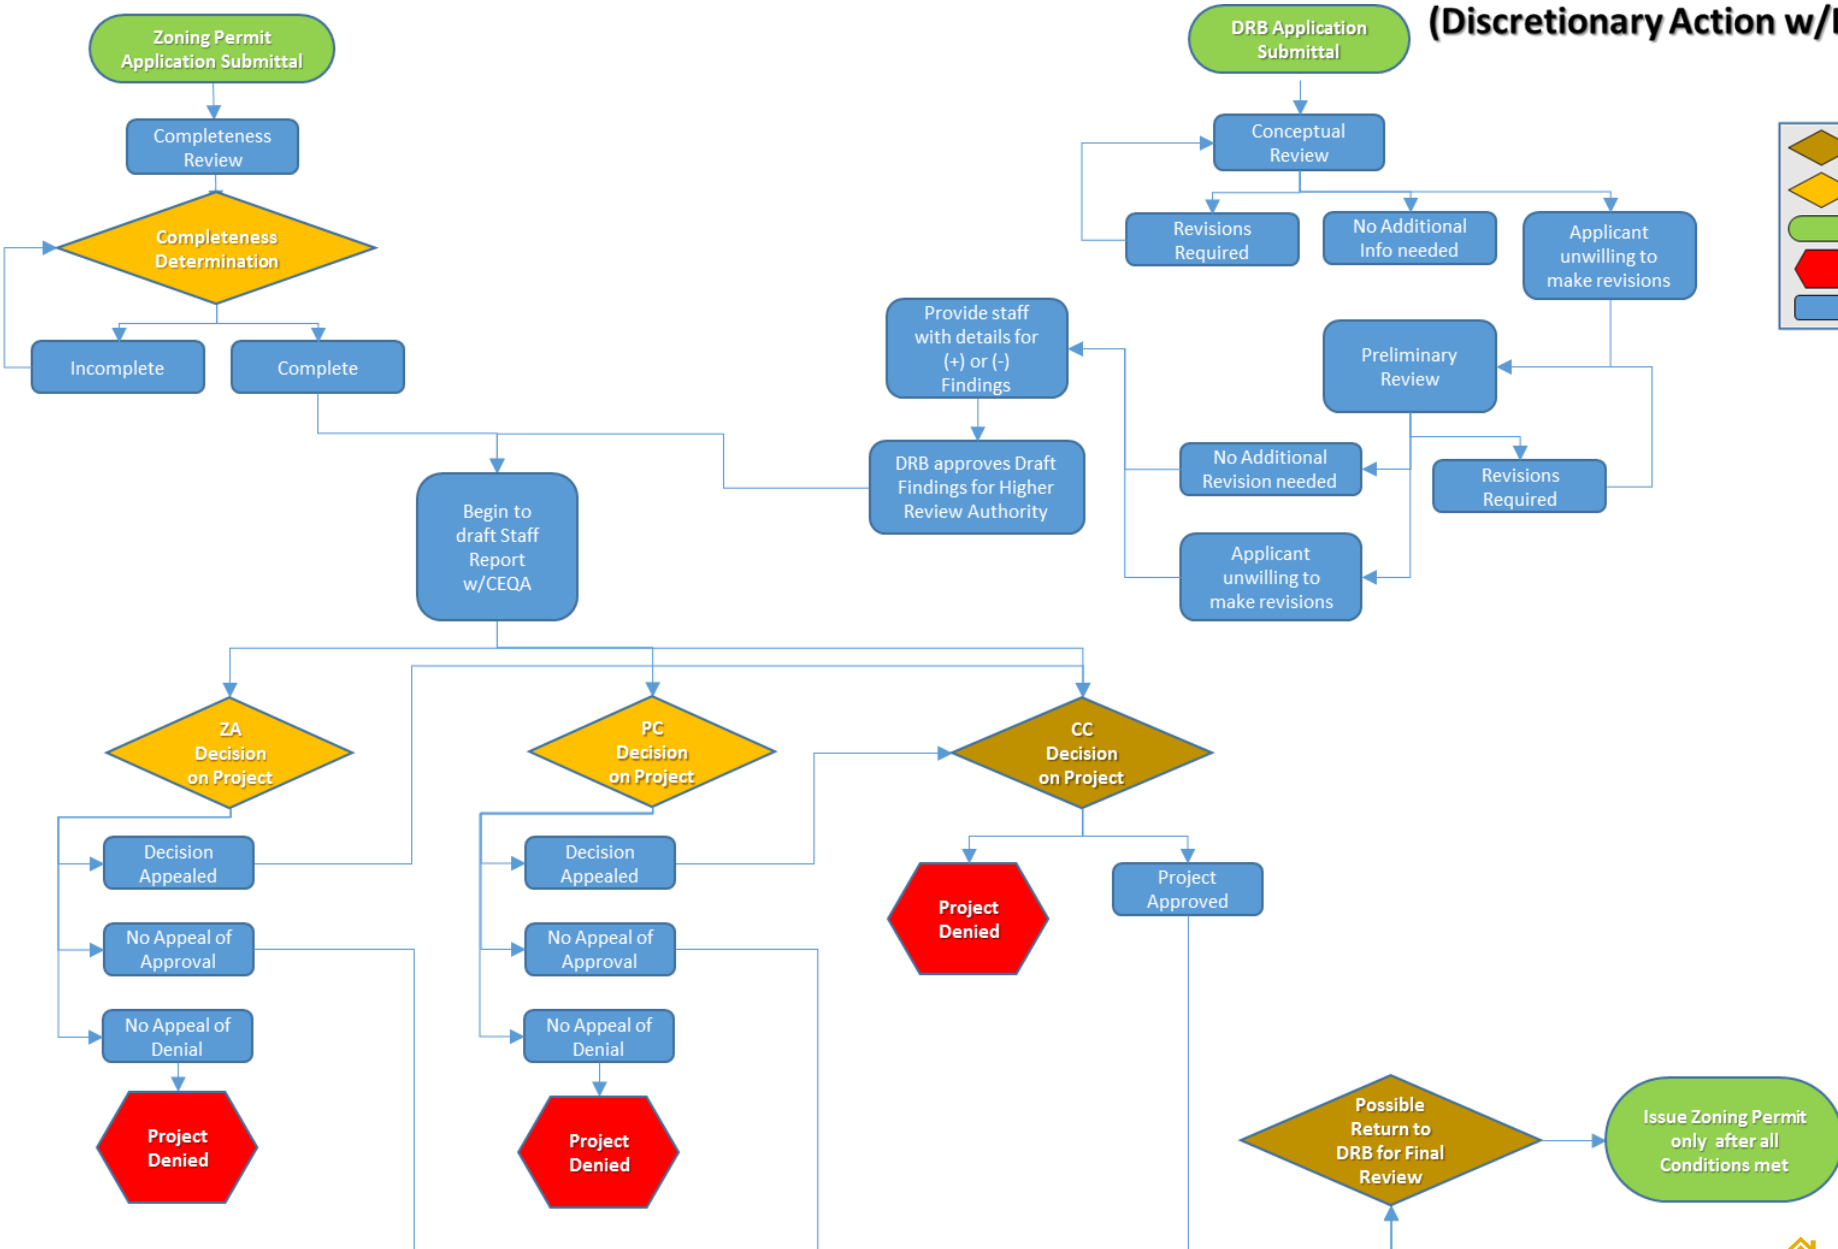 (Discretionary Action w/
Zoning Permit
Application Submittal
DRB Application
Submittal
Completeness
Review
Conceptual
Review
Completeness
Determination
Revisions
Required
No Additional
Info needed
Applicant
unwilling to
make revisions
Incomplete
Complete
Provide staff
with details for
(+) or (-)
Findings
Preliminary
Review
DRB approves Draft
Findings for Higher
Review Authority
No Additional
Revision needed
Revisions
Required
Begin to
draft Staff
Report
w/CEQA
Applicant
unwilling to
make revisions
ZA
Decision
on Project
PC
Decision
on Project
CC
Decision
on Project
Decision
Appealed
No Appeal of
Approval
No Appeal of
Denial
Project
Denied
Decision
Appealed
No Appeal of
Approval
No Appeal of
Denial
Project
Denied
Project
Denied
Project
Approved
Possible
Return to
DRB for Final
Review
Issue Zoning Permit
only after all
Conditions met